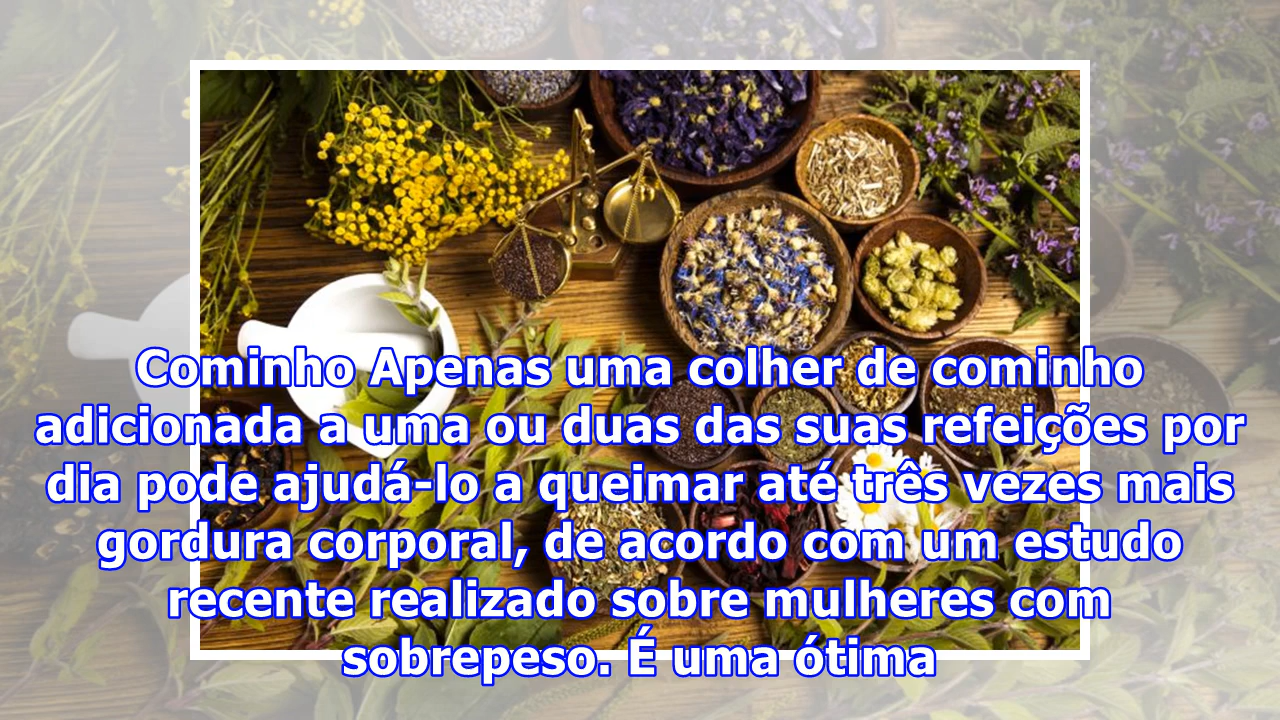 Cominho Apenas uma colher de cominho
adicionada a uma ou duas das suas refeições por
dia pode ajudá-lo a queimar até três vezes mais
gordura corporal, de acordo com um estudo
recente realizado sobre mulheres com
sobrepeso. É uma ótima